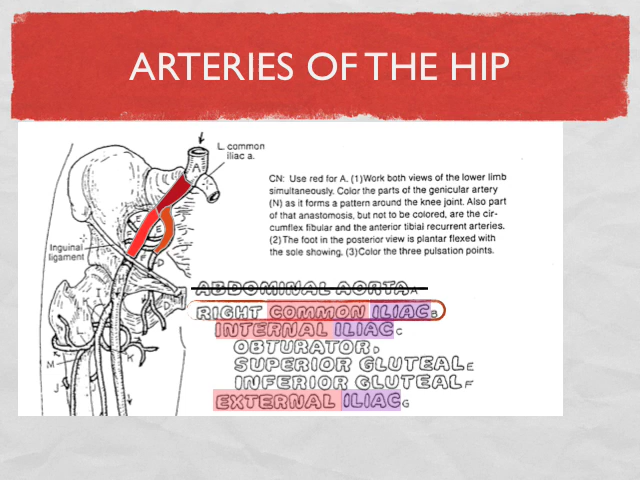 ARTERIES OF THE HIP
L. common
iliac a.
A
CN: Use red for A. (1)Work both views of the lower limb
simultaneously. Color the parts of the genicular artery
(N) as it forms a pattern around the knee joint. Also part
of that anastomosis, but not to be colored, are the cir-
cumflex fibular and the anterior tibial recurrent arteries.
(2)The foot in the posterior view is plantar flexed with
the sole showing. (3)Color the three pulsation points.
Inguinal
ligament
ABDOMINAL AORTA A
RIGHT COMMON ILIAC B
INTERNAL ILIAC C
OBTURATOR D
SUPERIOR GLUTEAL E
INFERIOR GLUTEAL F
EXTERNAL ILIAC G
D
I
K
M
J